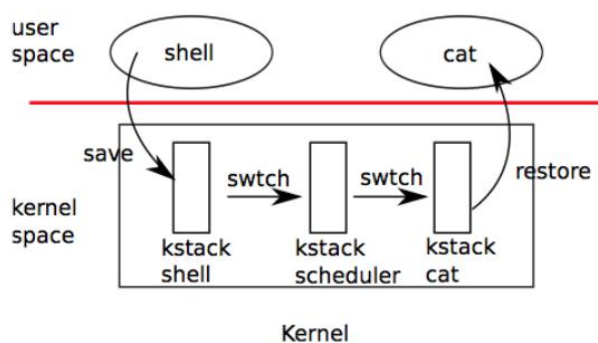 user
space
shell
cat
save
swtch
swtch
restore
kernel
space
kstack
shell
kstack
scheduler
kstack
cat
Kernel